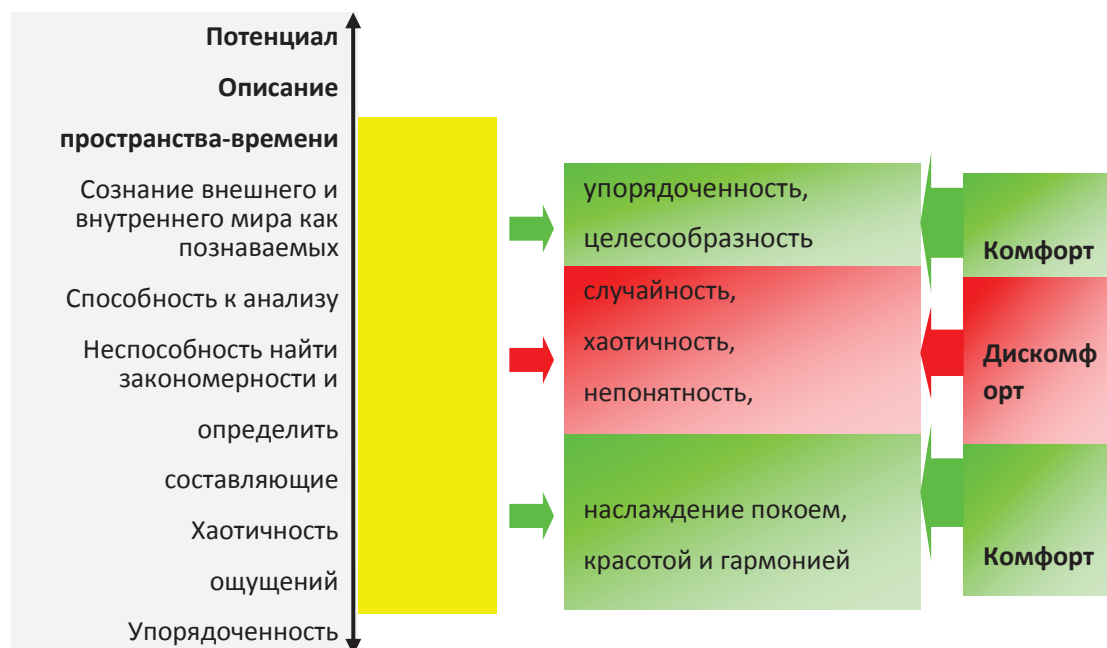 Потенциал
Описание
пространства-времени
Сознание внешнего и
внутреннего мира как
познаваемых
Способность к анализу
Неспособность найти
закономерности и
определить
составляющие
Хаотичность
ощущений
Упорядоченность
упорядоченность,
целесообразность
случайность,
хаотичность,
непонятность,
наслаждение покоем,
красотой и гармонией
Комфорт
Дискомф
орт
Комфорт